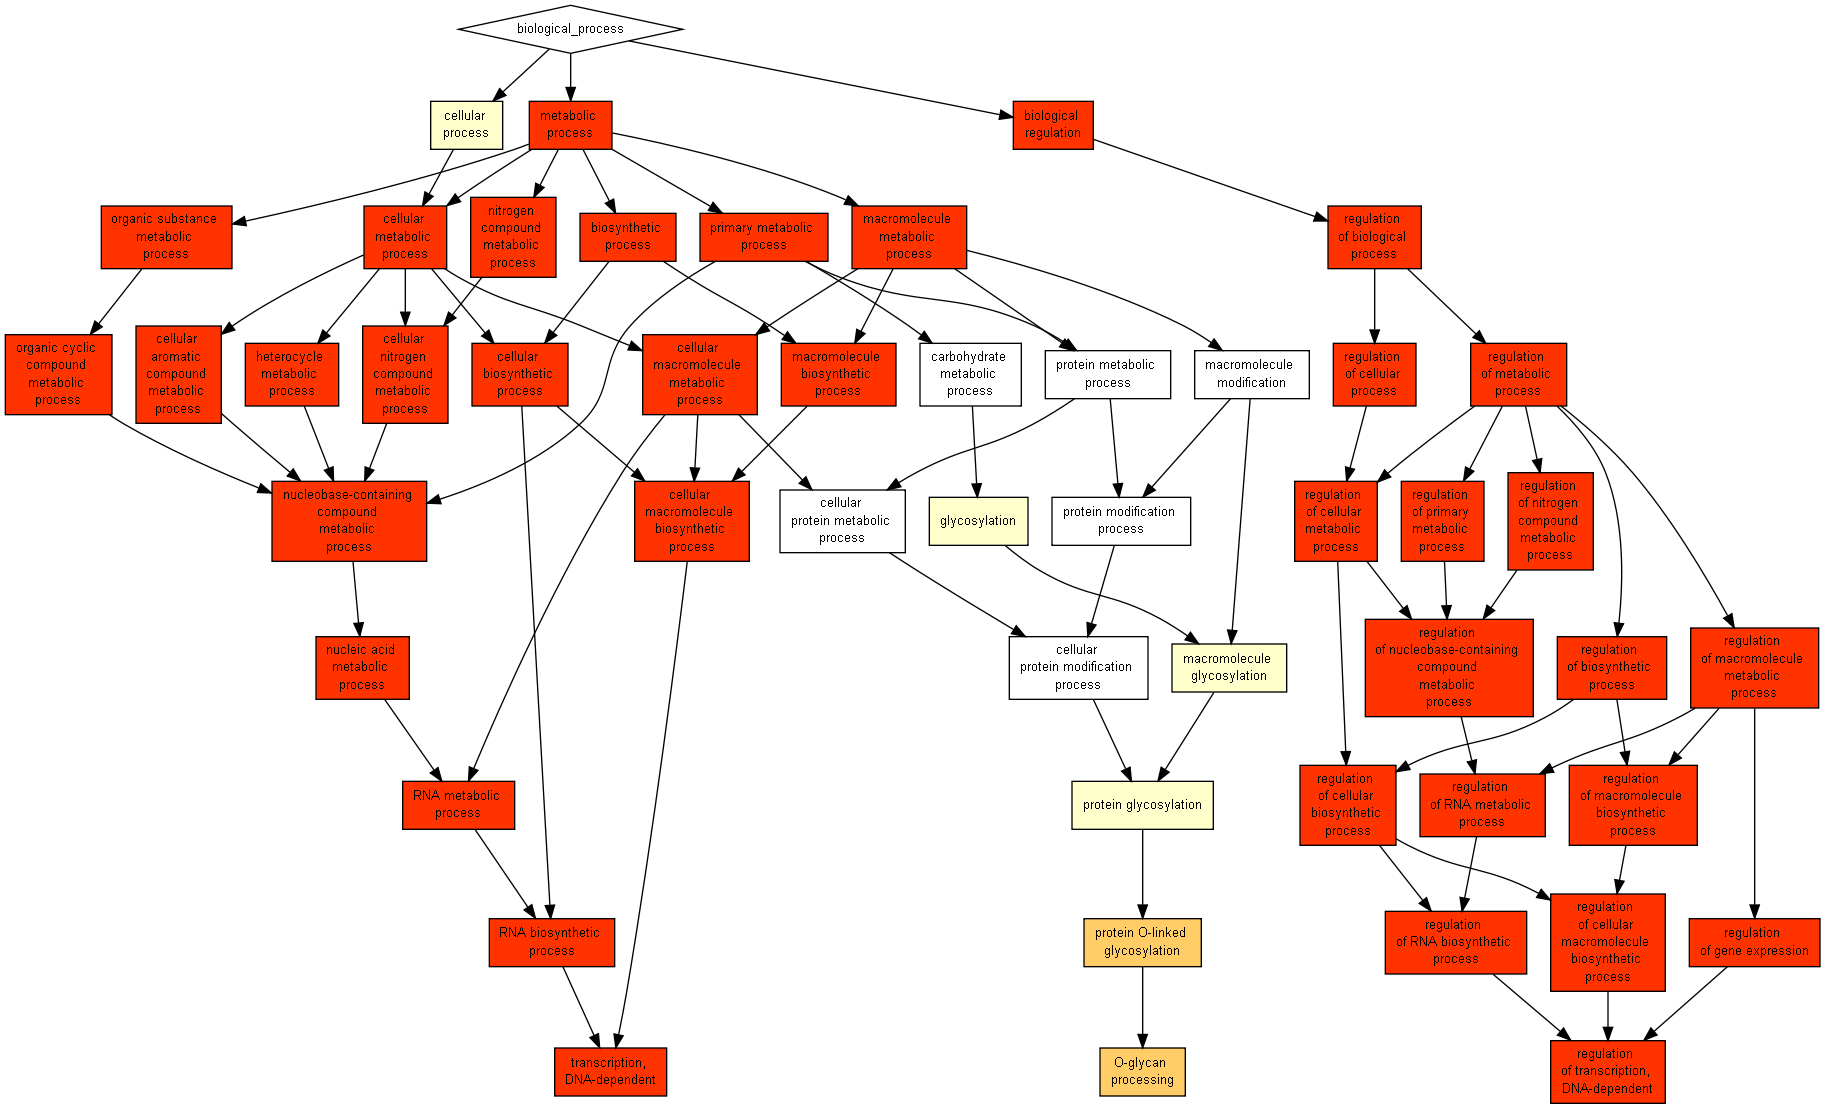 biological_process
cellular
process
metabolic
process
biological
regulation
organic substance
metabolic
process
cellular
metabolic
process
nitrogen
compound
metabolic
process
biosynthetic
process
primary metabolic
process
macromolecule
metabolic
process
regulation
of biological
process
organic cyclic
compound
metabolic
process
cellular
aromatic
compound
metabolic
process
heterocycle
metabolic
process
cellular
nitrogen
compound
metabolic
process
cellular
biosynthetic
process
cellular
macromolecule
metabolic
process
macromolecule
biosynthetic
process
carbohydrate
metabolic
process
protein metabolic
process
macromolecule
modification
regulation
of cellular
process
regulation
of metabolic
process
nucleobase-containing
compound
metabolic
process
cellular
macromolecule
biosynthetic
process
cellular
protein metabolic
process
glycosylation
protein modification
process
regulation
of cellular
metabolic
process
regulation
of primary
metabolic
process
regulation
of nitrogen
compound
metabolic
process
nucleic acid
metabolic
process
cellular
protein modification
process
macromolecule
glycosylation
regulation
of nucleobase-containing
compound
metabolic
process
regulation
of biosynthetic
process
regulation
of macromolecule
metabolic
process
RNA metabolic
process
protein glycosylation
regulation
of cellular
biosynthetic
process
regulation
of RNA metabolic
process
regulation
of macromolecule
biosynthetic
process
RNA biosynthetic
process
protein O-linked
glycosylation
regulation
of RNA biosynthetic
process
regulation
of cellular
macromolecule
biosynthetic
process
regulation
of gene expression
transcription,
DNA-dependent
O-glycan
processing
regulation
of transcription,
DNA-dependent